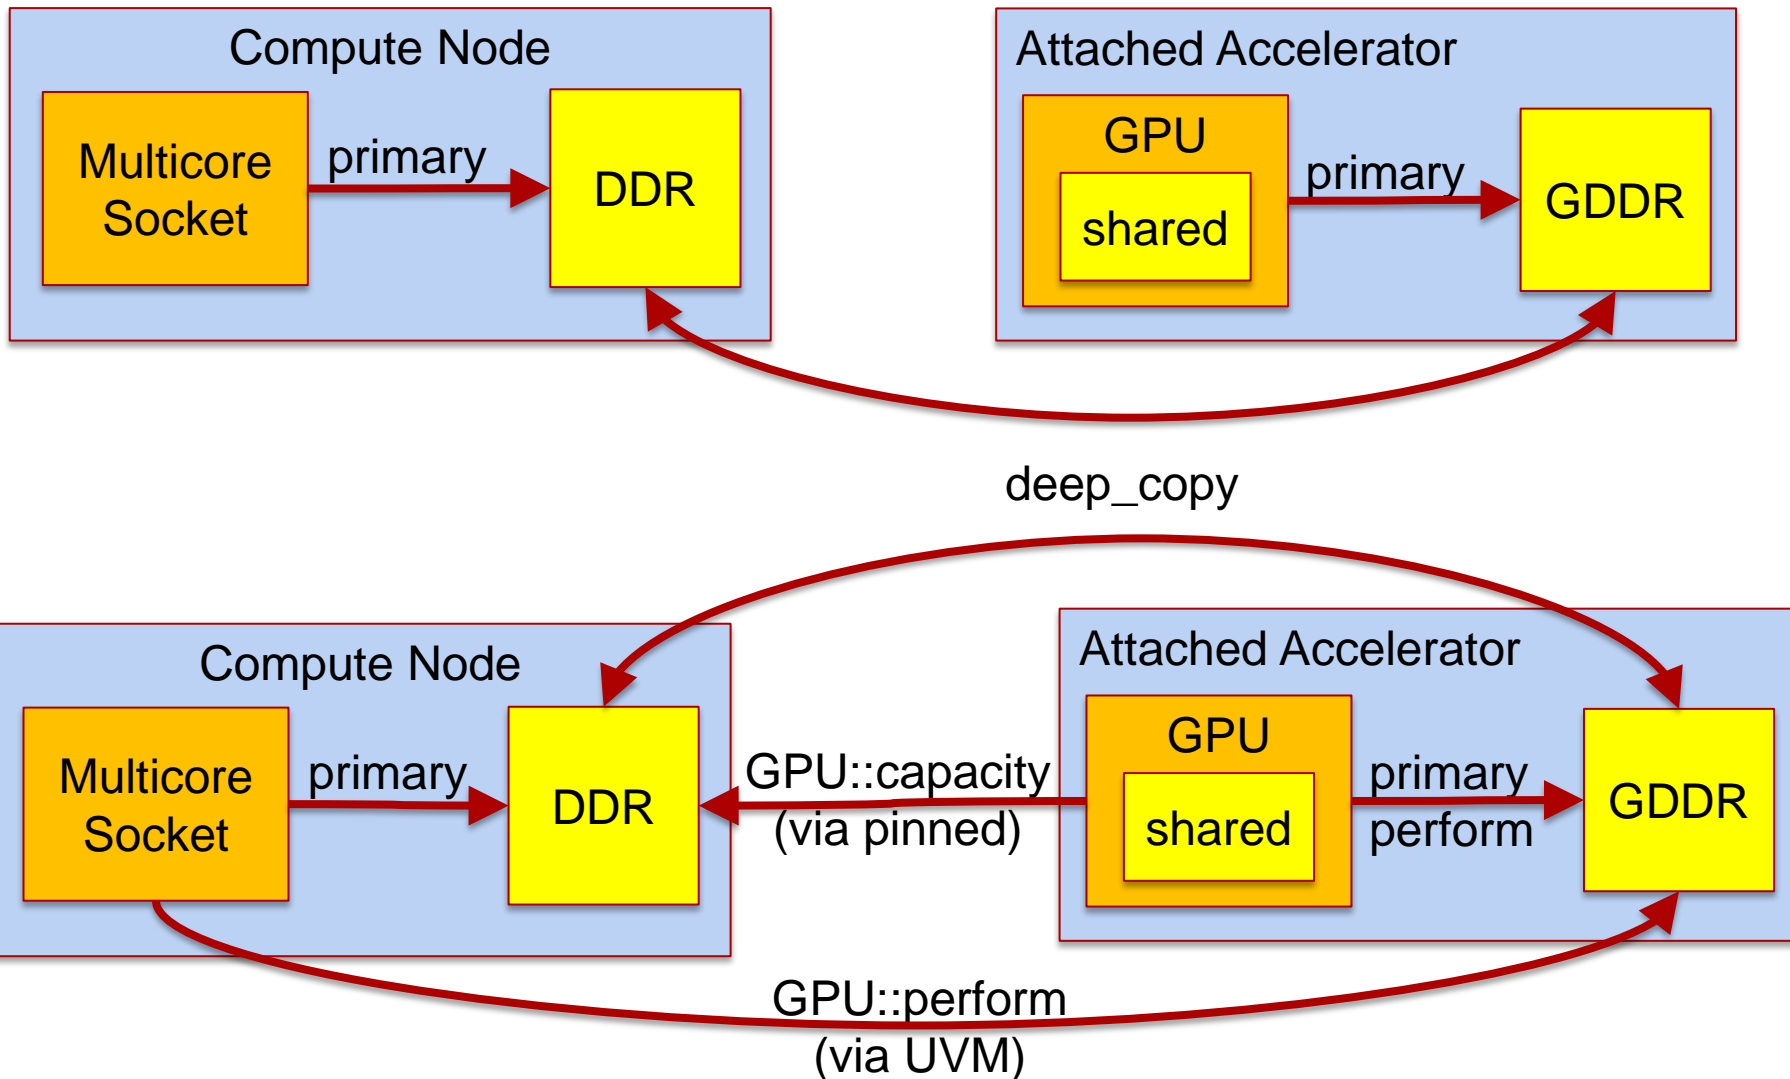 Compute Node
Multicore
Socket
primary
DDR
Attached Accelerator
GPU
shared
primary
GDDR
deep_copy
Compute Node
Multicore
Socket
primary
DDR
GPU::capacity
(via pinned)
Attached Accelerator
GPU
shared
primary
perform
GDDR
GPU::perform
(via UVM)